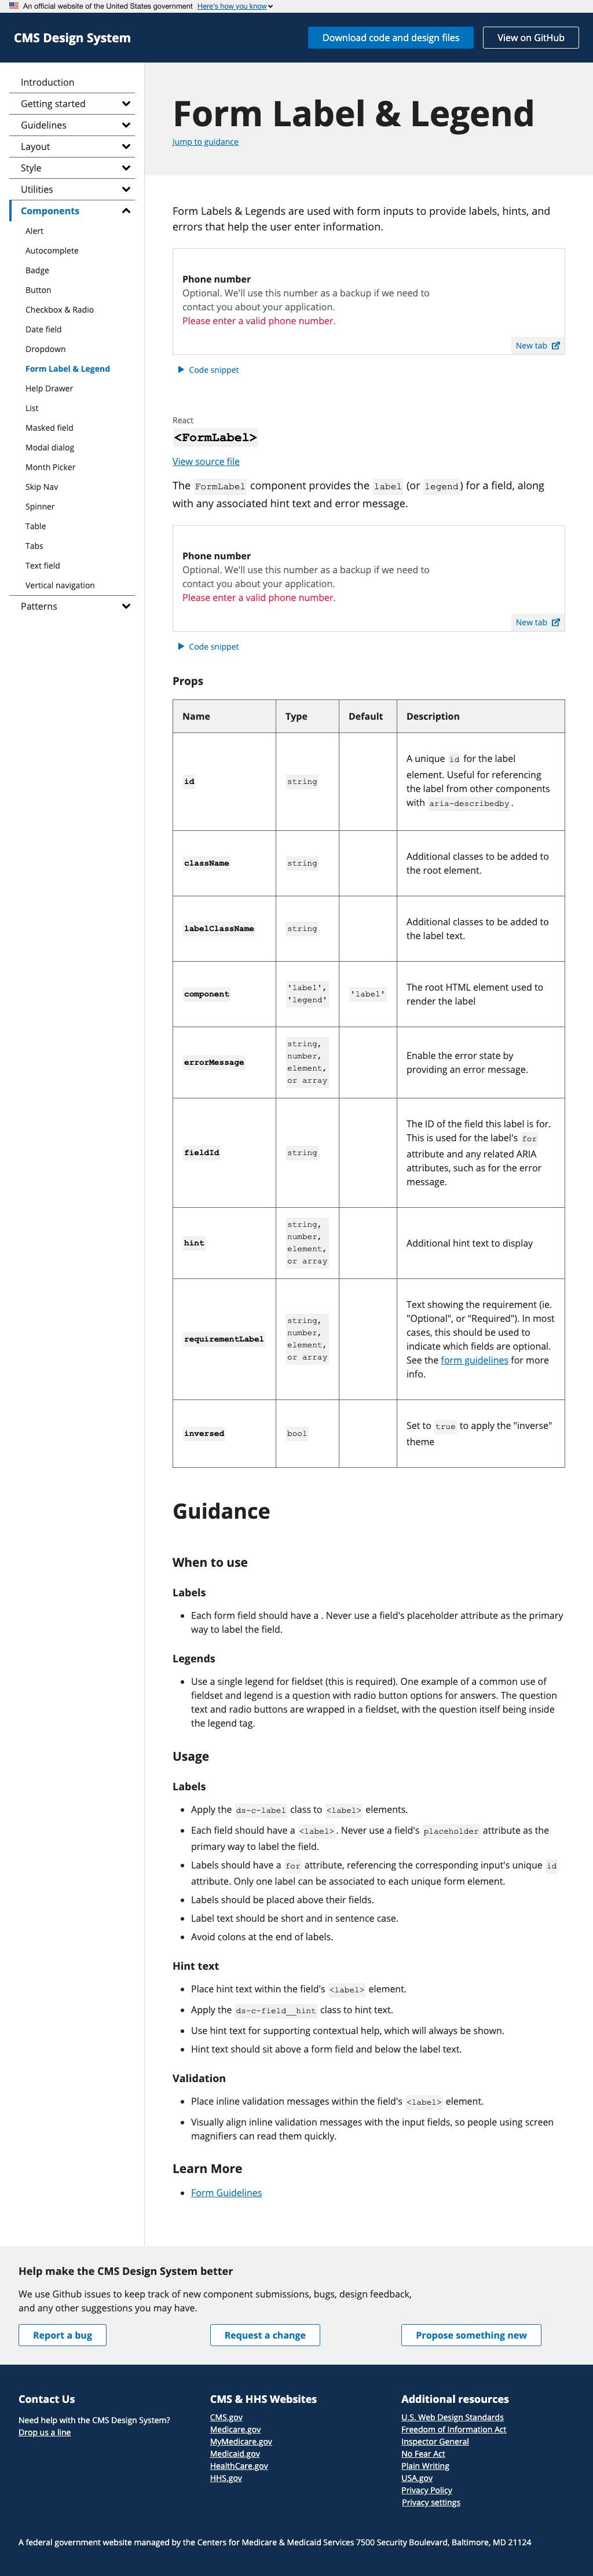 An official website of the United States government Here's how you know
CMS Design System
Download code and design files
View on GitHub
Introduction
Getting started
Guidelines
Layout
Style
Utilities
Components
Alert
Autocomplete
Badge
Button
Checkbox & Radio
Date field
Dropdown
Form Label & Legend
Help Drawer
List
Masked field
Modal dialog
Month Picker
Skip Nav
Spinner
Table
Tabs
Text field
Vertical navigation
Patterns
Form Label & Legend
Jump to guidance
Form Labels & Legends are used with form inputs to provide labels, hints, and
errors that help the user enter information.
Phone number
Optional. We'll use this number as a backup if we need to
contact you about your application.
Please enter a valid phone number.
New tab
Code snippet
React
<FormLabel>
View source file
The FormLabel component provides the label (or legend) for a field, along
with any associated hint text and error message.
Phone number
Optional. We'll use this number as a backup if we need to
contact you about your application.
Please enter a valid phone number.
New tab
Code snippet
Props
Name Type Default Description
id string
A unique id for the label
element. Useful for referencing
the label from other components
with aria-describedby.
className string
Additional classes to be added to
the root element.
labelClassName string
Additional classes to be added to
the label text.
component
'label',
'legend'
'label'
The root HTML element used to
render the label
errorMessage
string,
number,
element,
or array
Enable the error state by
providing an error message.
fieldId string
The ID of the field this label is for.
This is used for the label's for
attribute and any related ARIA
attributes, such as for the error
message.
hint
string,
number,
element,
or array
Additional hint text to display
requirementLabel
string,
number,
element,
or array
Text showing the requirement (ie.
"Optional", or "Required"). In most
cases, this should be used to
indicate which fields are optional.
See the form guidelines for more
info.
inversed bool
Set to true to apply the "inverse"
theme
Guidance
When to use
Labels
• Each form field should have a . Never use a field's placeholder attribute as the primary
way to label the field.
Legends
• Use a single legend for fieldset (this is required). One example of a common use of
fieldset and legend is a question with radio button options for answers. The question
text and radio buttons are wrapped in a fieldset, with the question itself being inside
the legend tag.
Usage
Labels
• Apply the ds-c-label class to <label> elements.
• Each field should have a <label>. Never use a field's placeholder attribute as the
primary way to label the field.
• Labels should have a for attribute, referencing the corresponding input's unique id
attribute. Only one label can be associated to each unique form element.
• Labels should be placed above their fields.
• Label text should be short and in sentence case.
• Avoid colons at the end of labels.
Hint text
• Place hint text within the field's <label> element.
• Apply the ds-c-field__hint class to hint text.
• Use hint text for supporting contextual help, which will always be shown.
• Hint text should sit above a form field and below the label text.
Validation
• Place inline validation messages within the field's <label> element.
• Visually align inline validation messages with the input fields, so people using screen
magnifiers can read them quickly.
Learn More
• Form Guidelines
Help make the CMS Design System better
We use Github issues to keep track of new component submissions, bugs, design feedback,
and any other suggestions you may have.
Report a bug
Request a change
Propose something new
Contact Us
Need help with the CMS Design System?
Drop us a line
CMS & HHS Websites
CMS.gov
Medicare.gov
MyMedicare.gov
Medicaid.gov
HealthCare.gov
HHS.gov
Additional resources
U.S. Web Design Standards
Freedom of Information Act
Inspector General
No Fear Act
Plain Writing
USA.gov
Privacy Policy
Privacy settings
A federal government website managed by the Centers for Medicare & Medicaid Services 7500 Security Boulevard, Baltimore, MD 21124